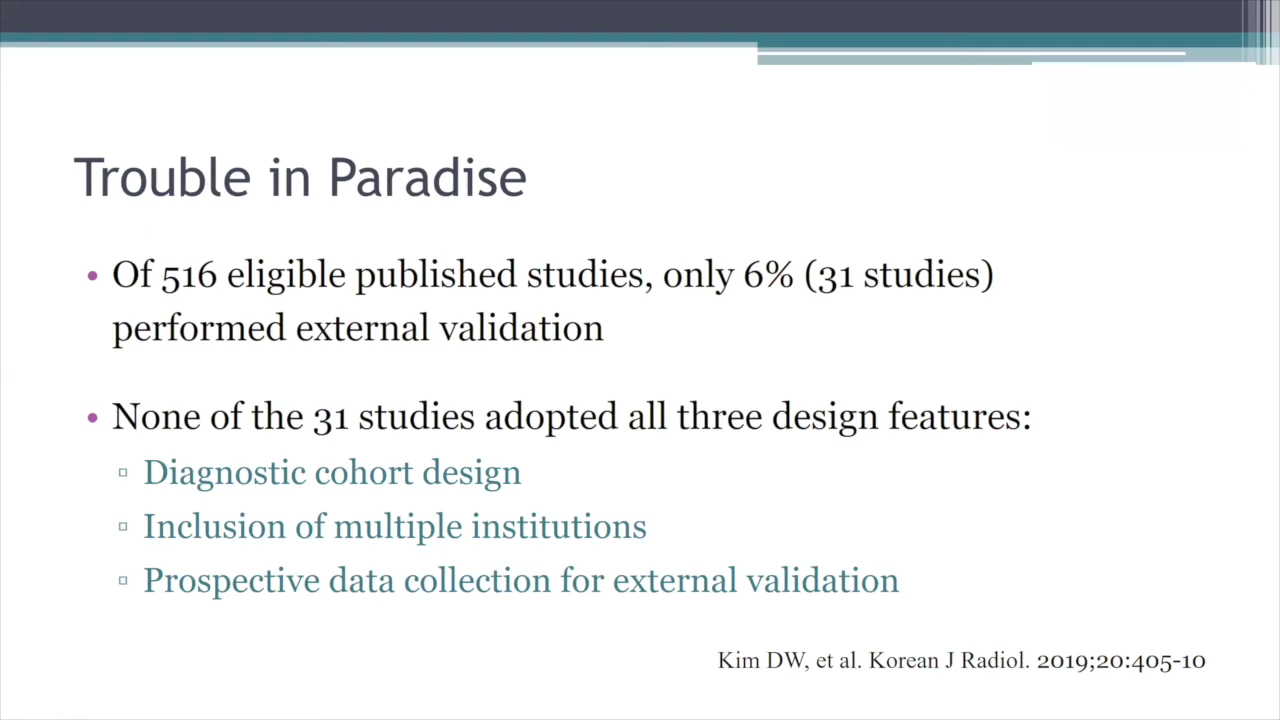 Trouble in Paradise
• Of 516 eligible published studies, only 6% (31 studies)
performed external validation
• None of the 31 studies adopted all three design features:
▫ Diagnostic cohort design
▫ Inclusion of multiple institutions
▫ Prospective data collection for external validation
Kim DW, et al. Korean J Radiol. 2019;20:405-10